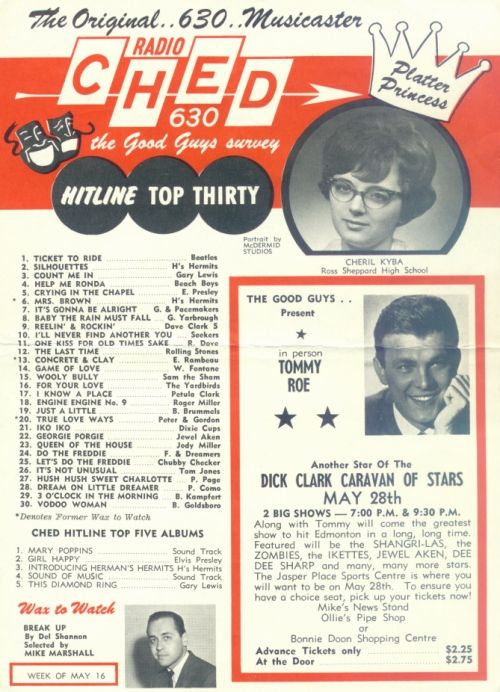 The Original..630..Musicaster
RADIO
CHED
630
the Good Guys survey
Platter
Princess
HITLINE TOP THIRTY
Portrait by
McDERMID
STUDIOS
CHERIL KYBA
Ross Sheppard High School
1. TICKET TO RIDE Beatles
2. SILHOUETTES H's Hermits
3. COUNT ME IN Gary Lewis
4. HELP ME RONDA Beach Boys
5. CRYING IN THE CHAPEL E. Presley
*6. MRS. BROWN H's Hermits
7. IT'S GONNA BE ALRIGHT G. & Pacemakers
8. BABY THE RAIN MUST FALL G. Yarbrough
9. REELIN' & ROCKIN' Dave Clark 5
10. I'LL NEVER FIND ANOTHER YOU Seekers
11. ONE KISS FOR OLD TIMES SAKE R. Dove
12. THE LAST TIME Rolling Stones
*13. CONCRETE & CLAY E. Rambeau
14. GAME OF LOVE W. Fontane
15. WOOLY BULLY Sam the Sham
16. FOR YOUR LOVE The Yardbirds
17. I KNOW A PLACE Petula Clark
18. ENGINE ENGINE No. 9 Roger Miller
19. JUST A LITTLE B. Brummels
*20. TRUE LOVE WAYS Peter & Gordon
21. IKO IKO Dixie Cups
22. GEORGIE PORGIE Jewel Aken
23. QUEEN OF THE HOUSE Jody Miller
24. DO THE FREDDIE F. & Dreamers
25. LET'S DO THE FREDDIE Chubby Checker
26. IT'S NOT UNUSUAL Tom Jones
27. HUSH HUSH SWEET CHARLOTTE P. Page
28. DREAM ON LITTLE DREAMER P. Como
29. 3 O'CLOCK IN THE MORNING B. Kampfert
30. VODOO WOMAN B. Goldsboro
*Denotes Former Wax to Watch
CHED HITLINE TOP FIVE ALBUMS
1. MARY POPPINS Sound Track
2. GIRL HAPPY Elvis Presley
3. INTRODUCING HERMAN'S HERMITS H's Hermits
4. SOUND OF MUSIC Sound Track
5. THIS DIAMOND RING Gary Lewis
Wax to Watch
BREAK UP
By Del Shannon
Selected by
MIKE MARSHALL
WEEK OF MAY 16
THE GOOD GUYS . .
Present
in person
TOMMY
ROE
Another Star Of The
DICK CLARK CARAVAN OF STARS
MAY 28th
2 BIG SHOWS — 7:00 P.M. & 9:30 P.M.
Along with Tommy will come the greatest
show to hit Edmonton in a long, long time.
Featured will be the SHANGRI-LAS, the
ZOMBIES, the IKETTES, JEWEL AKEN, DEE
DEE SHARP and many, many more stars.
The Jasper Place Sports Centre is where you
will want to be on May 28th. To ensure you
have a choice seat, pick up your tickets now!
Mike's News Stand
Ollie's Pipe Shop
or
Bonnie Doon Shopping Centre
Advance Tickets only $2.25
At the Door $2.75